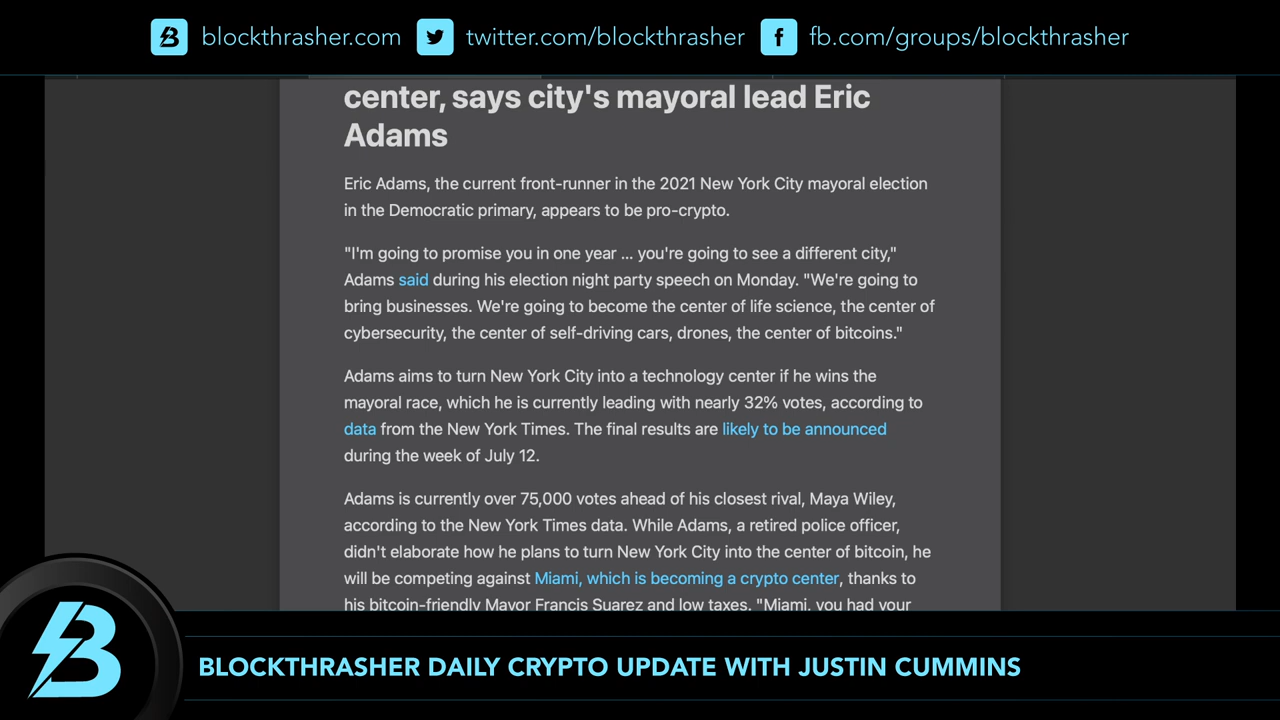 blockthrasher.com twitter.com/blockthrasher fb.com/groups/blockthrasher
center, says city's mayoral lead Eric
Adams
Eric Adams, the current front-runner in the 2021 New York City mayoral election
in the Democratic primary, appears to be pro-crypto.
"I'm going to promise you in one year ... you're going to see a different city,"
Adams said during his election night party speech on Monday. "We're going to
bring businesses. We're going to become the center of life science, the center of
cybersecurity, the center of self-driving cars, drones, the center of bitcoins."
Adams aims to turn New York City into a technology center if he wins the
mayoral race, which he is currently leading with nearly 32% votes, according to
data from the New York Times. The final results are likely to be announced
during the week of July 12.
Adams is currently over 75,000 votes ahead of his closest rival, Maya Wiley,
according to the New York Times data. While Adams, a retired police officer,
didn't elaborate how he plans to turn New York City into the center of bitcoin, he
will be competing against Miami, which is becoming a crypto center, thanks to
his bitcoin-friendly Mayor Francis Suarez and low taxes. "Miami, you had your
B
BLOCKTHRASHER DAILY CRYPTO UPDATE WITH JUSTIN CUMMINS